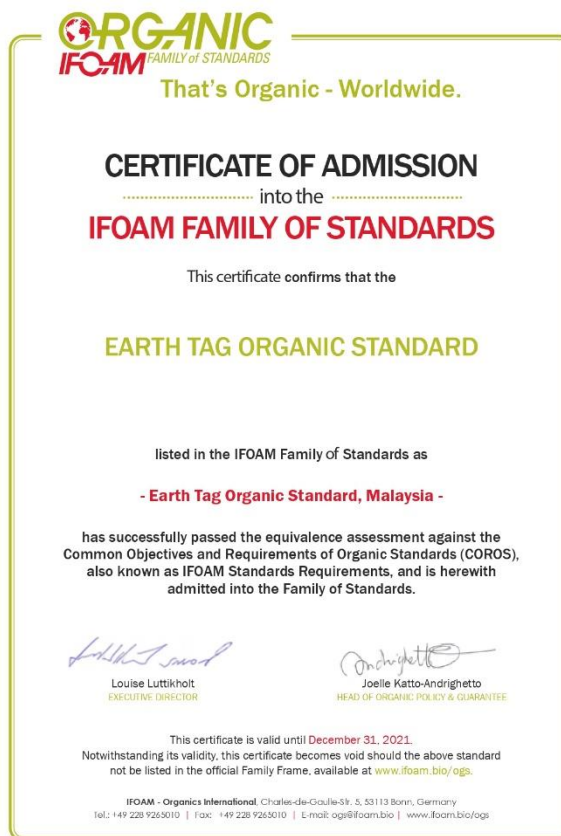 ORGANIC
IFOAM FAMILY of STANDARDS
That's Organic - Worldwide.
CERTIFICATE OF ADMISSION
into the
IFOAM FAMILY OF STANDARDS
This certificate confirms that the
EARTH TAG ORGANIC STANDARD
listed in the IFOAM Family of Standards as
- Earth Tag Organic Standard, Malaysia -
has successfully passed the equivalence assessment against the
Common Objectives and Requirements of Organic Standards (COROS),
also known as IFOAM Standards Requirements, and is herewith
admitted into the Family of Standards.
Louise Luttikholt
EXECUTIVE DIRECTOR
Joelle Katto-Andrighetto
HEAD OF ORGANIC POLICY & GUARANTEE
This certificate is valid until December 31, 2021.
Notwithstanding its validity, this certificate becomes void should the above standard
not be listed in the official Family Frame, available at www.ifoam.bio/ogs.
IFOAM - Organics International, Charles-de-Gaulle-Str. 5, 53113 Bonn, Germany
Tel.: +49 228 9265010 | Fax: +49 228 9265010 | E-mail: ogs@ifoam.bio | www.ifoam.bio/ogs